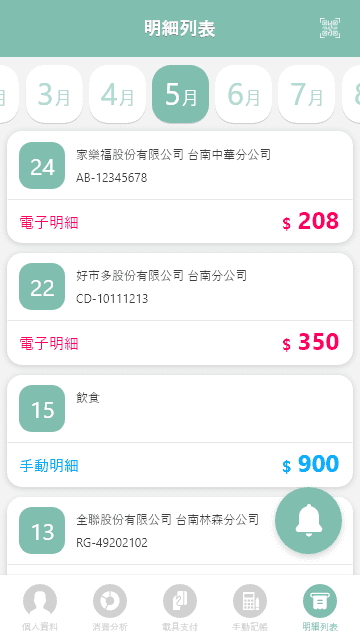 明細列表
月
3月
4月
5月
6月
7月
8
24
家樂福股份有限公司 台南中華分公司
AB-12345678
電子明細
$ 208
22
好市多股份有限公司 台南分公司
CD-10111213
電子明細
$ 350
15
飲食
手動明細
$ 900
13
全聯股份有限公司 台南林森分公司
RG-49202102
個人資料
消費分析
載具支付
手動記帳
明細列表